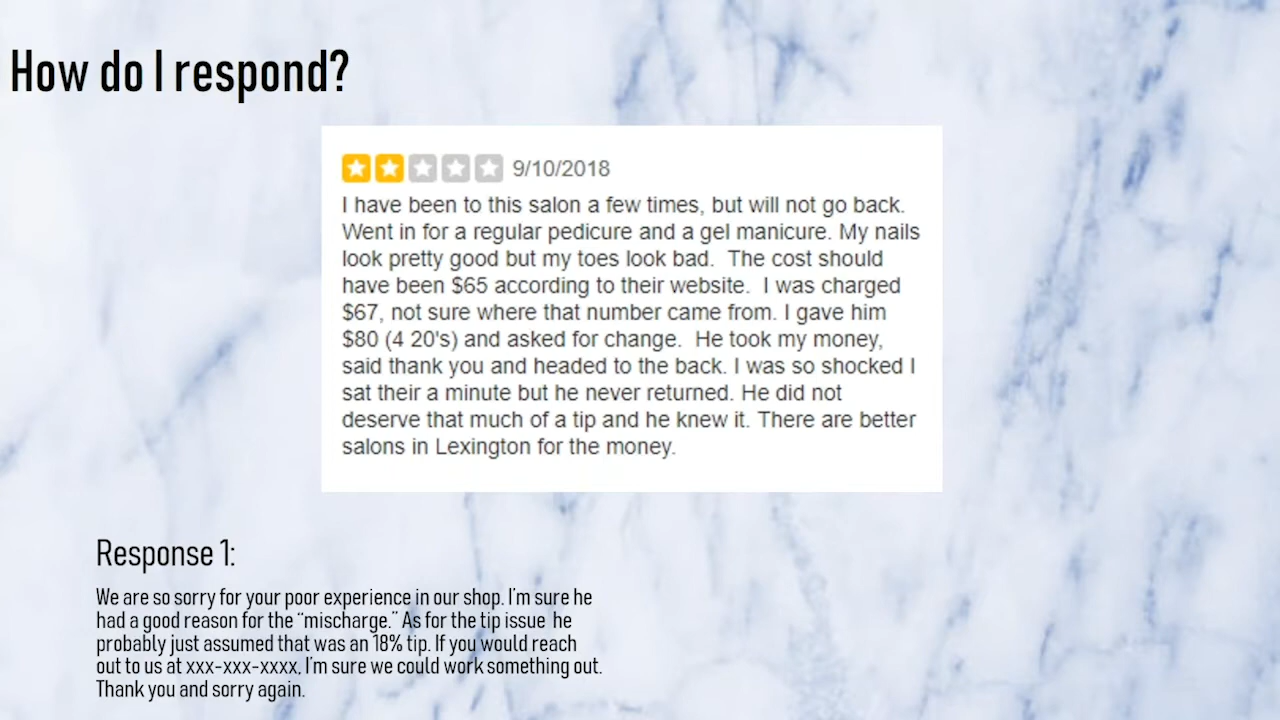 How do I respond?
9/10/2018
I have been to this salon a few times, but will not go back.
Went in for a regular pedicure and a gel manicure. My nails
look pretty good but my toes look bad.  The cost should
have been $65 according to their website.  I was charged
$67, not sure where that number came from. I gave him
$80 (4 20's) and asked for change.  He took my money,
said thank you and headed to the back. I was so shocked I
sat their a minute but he never returned. He did not
deserve that much of a tip and he knew it. There are better
salons in Lexington for the money.
Response 1:
We are so sorry for your poor experience in our shop. I'm sure he
had a good reason for the “mischarge.” As for the tip issue  he
probably just assumed that was an 18% tip. If you would reach
out to us at xxx-xxx-xxxx, I'm sure we could work something out.
Thank you and sorry again.